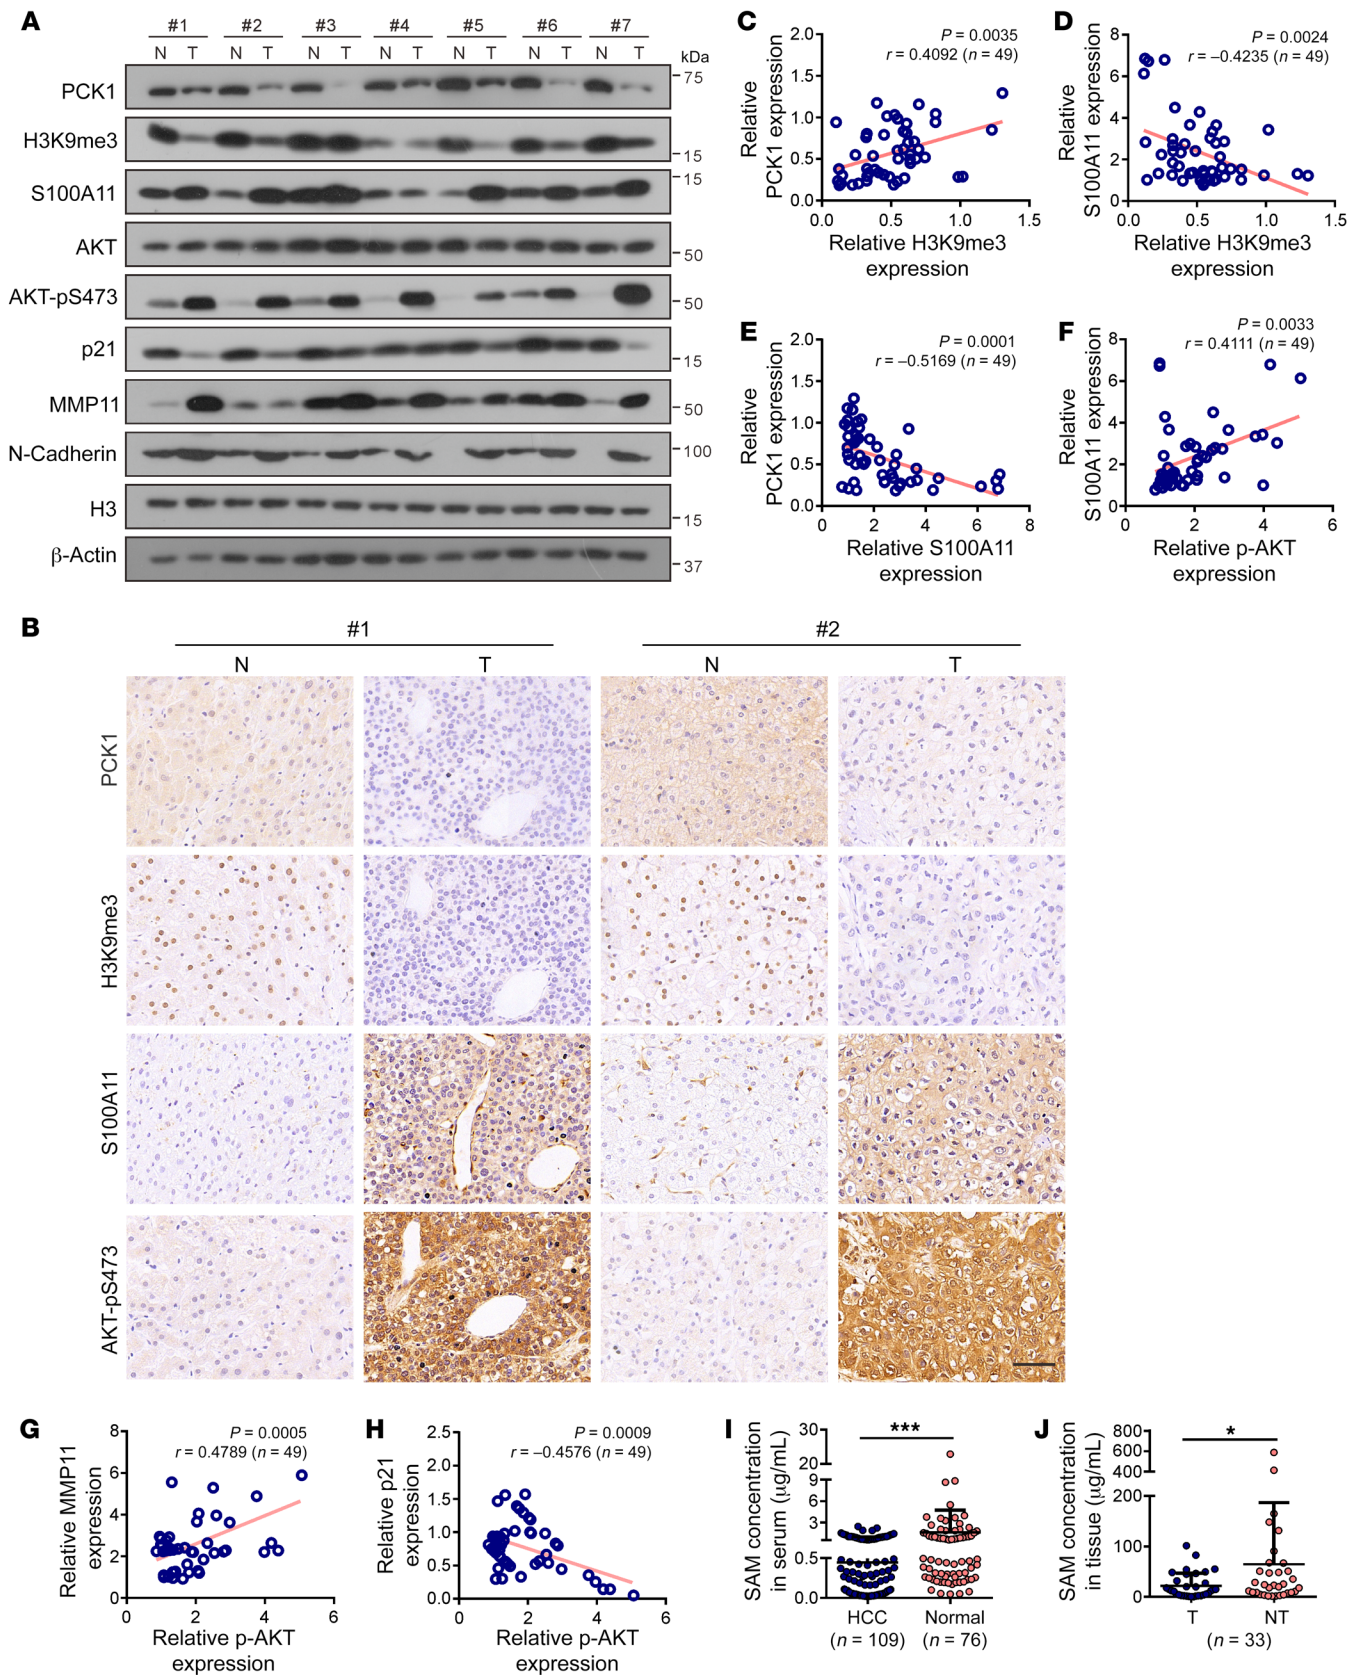 A
#1 #2 #3 #4 #5 #6 #7
N T N T N T N T N T N T N T
kDa
PCK1
75
H3K9me3
15
S100A11
15
AKT
50
AKT-pS473
50
p21
15
MMP11
50
N-Cadherin
100
H3
15
β-Actin
37
C
P = 0.0035
r = 0.4092 (n = 49)
Relative
PCK1 expression
2.0
1.5
1.0
0.5
0.0
0.0 0.5 1.0 1.5
Relative H3K9me3
expression
D
P = 0.0024
r = –0.4235 (n = 49)
Relative
S100A11 expression
8
6
4
2
0
0.0 0.5 1.0 1.5
Relative H3K9me3
expression
E
P = 0.0001
r = –0.5169 (n = 49)
Relative
PCK1 expression
2.0
1.5
1.0
0.5
0.0
0 2 4 6 8
Relative S100A11
expression
F
P = 0.0033
r = 0.4111 (n = 49)
Relative
S100A11 expression
8
6
4
2
0
0 2 4 6
Relative p-AKT
expression
B
#1 #2
N T N T
PCK1
H3K9me3
S100A11
AKT-pS473
G
P = 0.0005
r = 0.4789 (n = 49)
Relative MMP11
expression
8
6
4
2
0
0 2 4 6
Relative p-AKT
expression
H
P = 0.0009
r = –0.4576 (n = 49)
Relative p21
expression
2.5
2.0
1.5
1.0
0.5
0.0
0 2 4 6
Relative p-AKT
expression
I
***
SAM concentration
in serum (µg/mL)
30
20
9
6
3
0.5
0.0
HCC Normal
(n = 109) (n = 76)
J
*
SAM concentration
in tissue (µg/mL)
800
600
400
200
100
0
T NT
(n = 33)